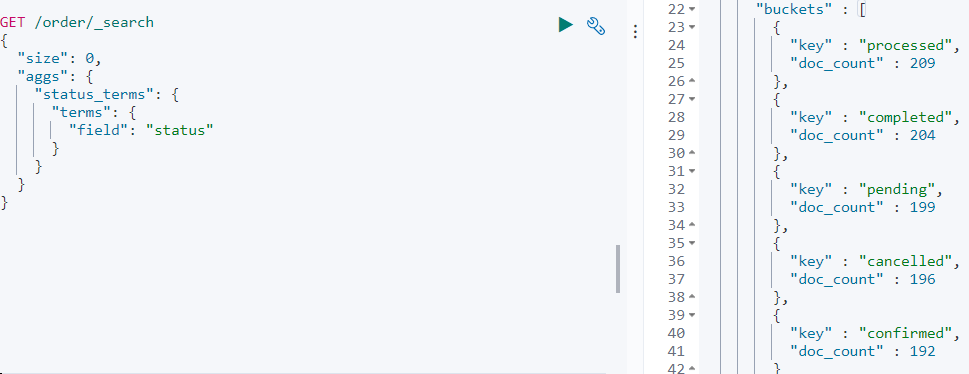 GET /order/_search
{
  "size": 0,
  "aggs": {
    "status_terms": {
      "terms": {
        "field": "status"
      }
    }
  }
}
22 "buckets" : [
23 {
24 "key" : "processed",
25 "doc_count" : 209
26 },
27 {
28 "key" : "completed",
29 "doc_count" : 204
30 },
31 {
32 "key" : "pending",
33 "doc_count" : 199
34 },
35 {
36 "key" : "cancelled",
37 "doc_count" : 196
38 },
39 {
40 "key" : "confirmed",
41 "doc_count" : 192
42 }